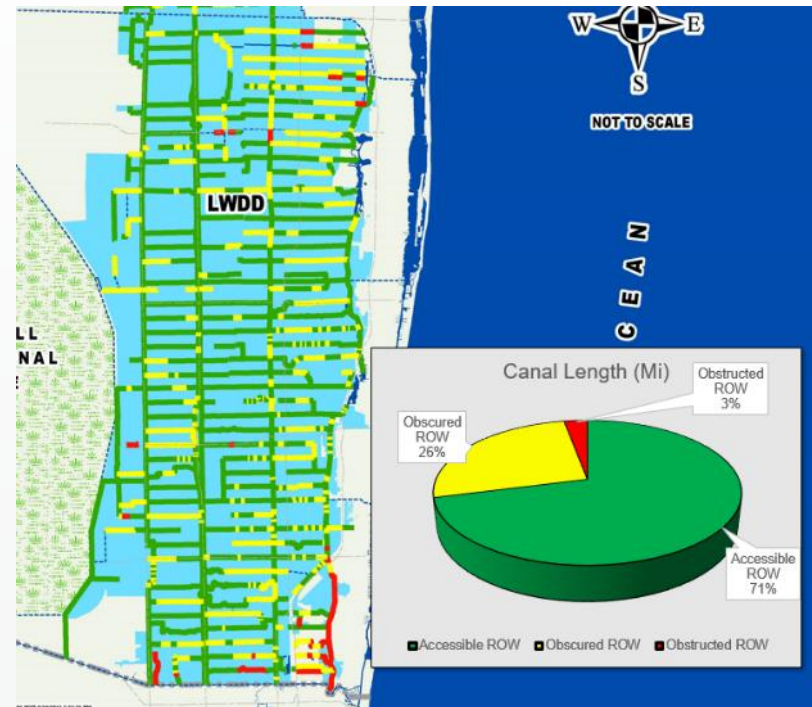 W
E
S
NOT TO SCALE
LWDD
C E A N
LL
NAL
E
Canal Length (Mi)
Obstructed
ROW
3%
Obscured
ROW
26%
Accessible
ROW
71%
Accessible ROW Obscured ROW Obstructed ROW